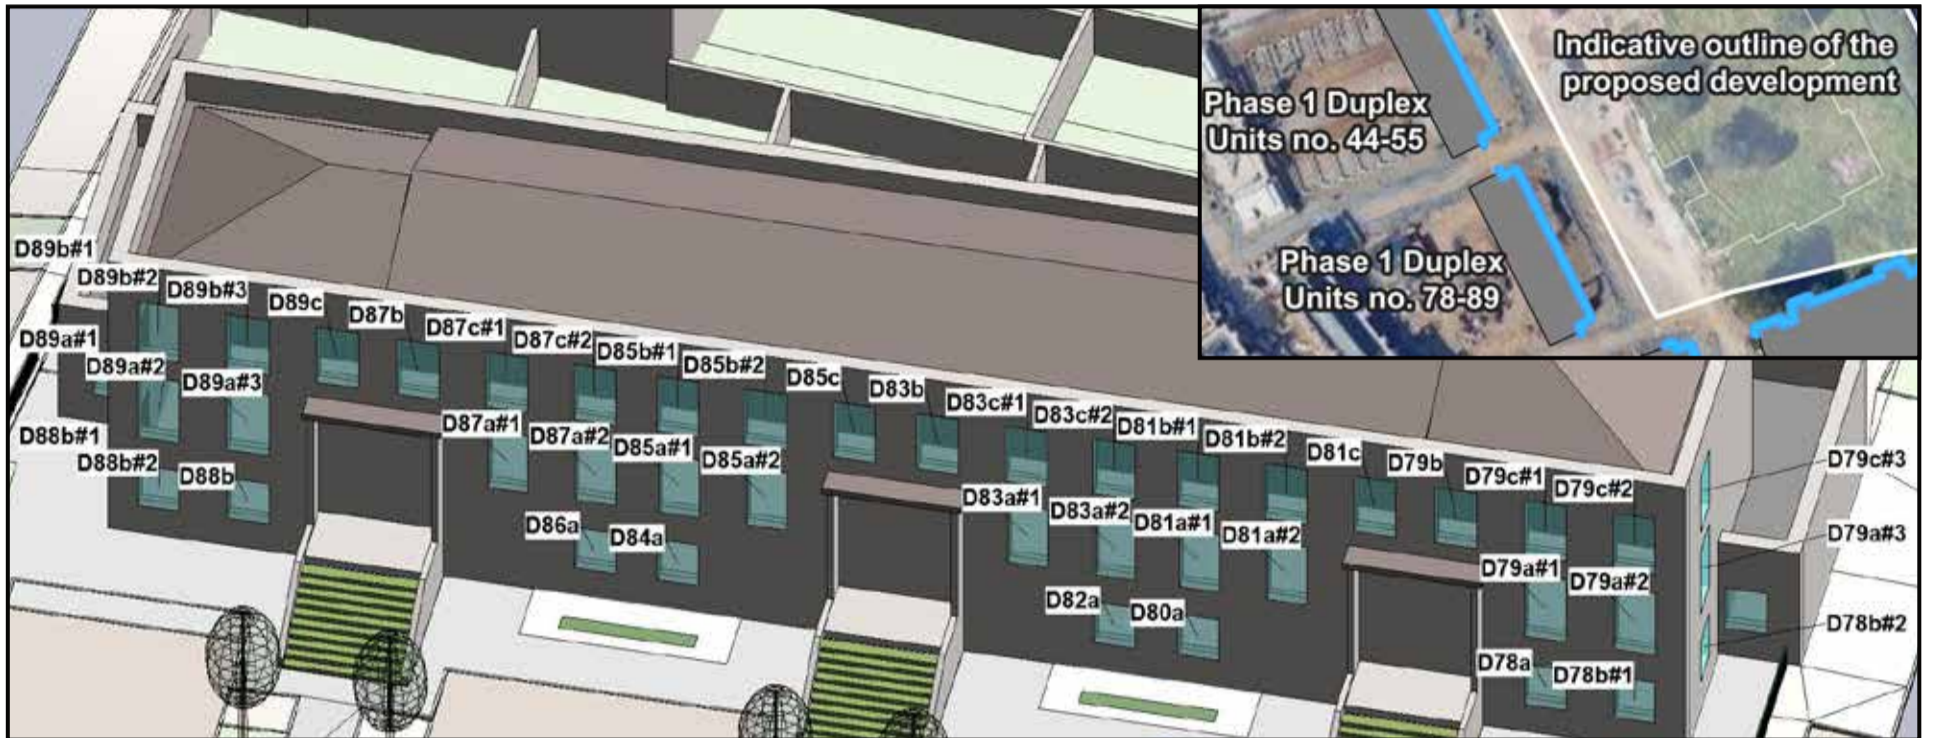 Indicative outline of the
proposed development
Phase 1 Duplex
Units no. 44-55
Phase 1 Duplex
Units no. 78-89
D89b#1
D89b#2
D89b#3
D89c
D87b
D87c#1
D87c#2
D85b#1
D85b#2
D85c
D83b
D83c#1
D83c#2
D81b#1
D81b#2
D81c
D79b
D79c#1
D79c#2
D79c#3
D89a#1
D89a#2
D89a#3
D87a#1
D87a#2
D85a#1
D85a#2
D83a#1
D83a#2
D81a#1
D81a#2
D79a#1
D79a#2
D79a#3
D88b#1
D88b#2
D88b
D86a
D84a
D82a
D80a
D78a
D78b#1
D78b#2